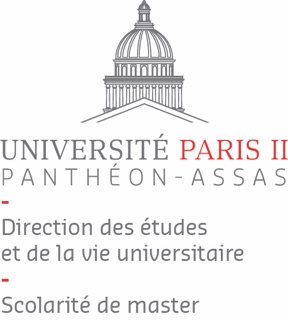 UNIVERSITÉ PARIS II
PANTHÉON-ASSAS
-
Direction des études
et de la vie universitaire
-
Scolarité de master